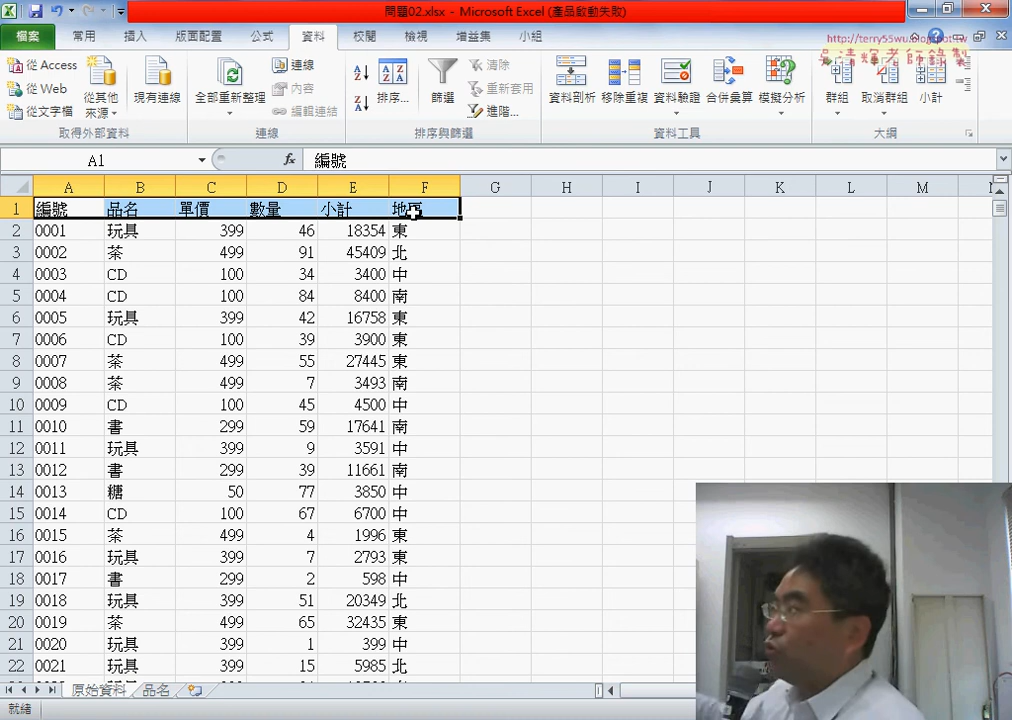 問題02.xlsx - Microsoft Excel (產品啟動失敗)
檔案 常用 插入 版面配置 公式 資料 校閱 檢視 增益集 小組
http://terry55wu.blogspot.
吳清輝老師錄製
從 Access
從 Web
從文字檔
從其他來源
現有連線
取得外部資料
全部重新整理
連線
內容
編輯連結
連線
排序...
篩選
清除
重新套用
進階...
排序與篩選
資料剖析 移除重複 資料驗證 合併彙算 模擬分析
資料工具
群組 取消群組 小計
大綱
A1 fx 編號
A B C D E F G H I J K L M
1 編號 品名 單價 數量 小計 地區
2 0001 玩具 399 46 18354 東
3 0002 茶 499 91 45409 北
4 0003 CD 100 34 3400 中
5 0004 CD 100 84 8400 南
6 0005 玩具 399 42 16758 東
7 0006 CD 100 39 3900 東
8 0007 茶 499 55 27445 東
9 0008 茶 499 7 3493 南
10 0009 CD 100 45 4500 中
11 0010 書 299 59 17641 南
12 0011 玩具 399 9 3591 中
13 0012 書 299 39 11661 南
14 0013 糖 50 77 3850 中
15 0014 CD 100 67 6700 中
16 0015 茶 499 4 1996 東
17 0016 玩具 399 7 2793 東
18 0017 書 299 2 598 中
19 0018 玩具 399 51 20349 北
20 0019 茶 499 65 32435 東
21 0020 玩具 399 1 399 中
22 0021 玩具 399 15 5985 北
原始資料 品名
就緒